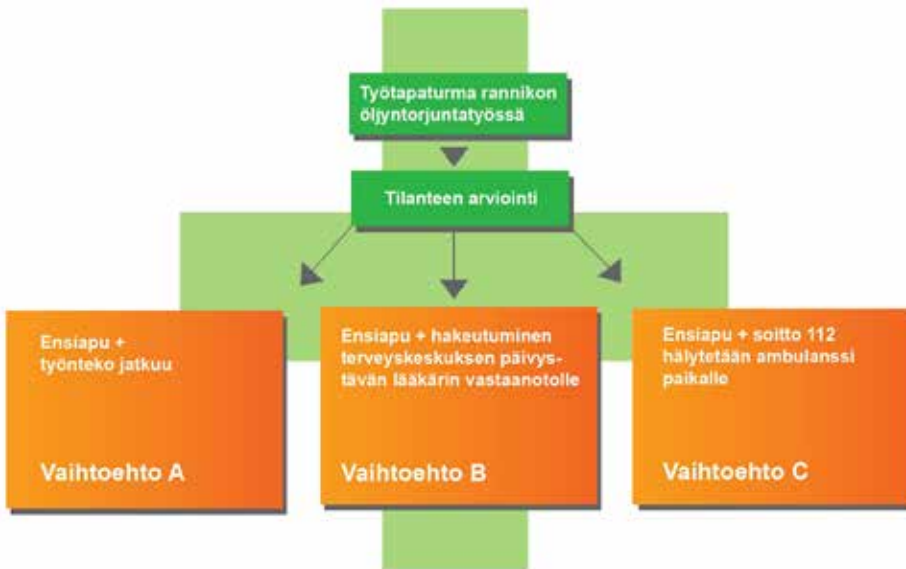 Työtapaturma rannikon
öljyntorjuntatyössä
Tilanteen arviointi
Ensiapu +
työnteko jatkuu
Vaihtoehto A
Ensiapu + hakeutuminen
terveyskeskuksen päivys-
tävän lääkärin vastaanotolle
Vaihtoehto B
Ensiapu + soitto 112
hälytetään ambulanssi
paikalle
Vaihtoehto C